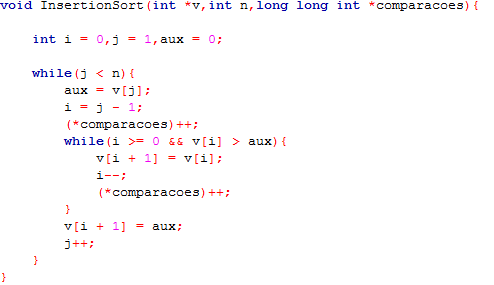 void InsertionSort(int *v,int n,long long int *comparacoes){
int i = 0,j = 1,aux = 0;
while(j < n){
aux = v[j];
i = j - 1;
(*comparacoes)++;
while(i >= 0 && v[i] > aux){
v[i + 1] = v[i];
i--;
(*comparacoes)++;
}
v[i + 1] = aux;
j++;
}
}